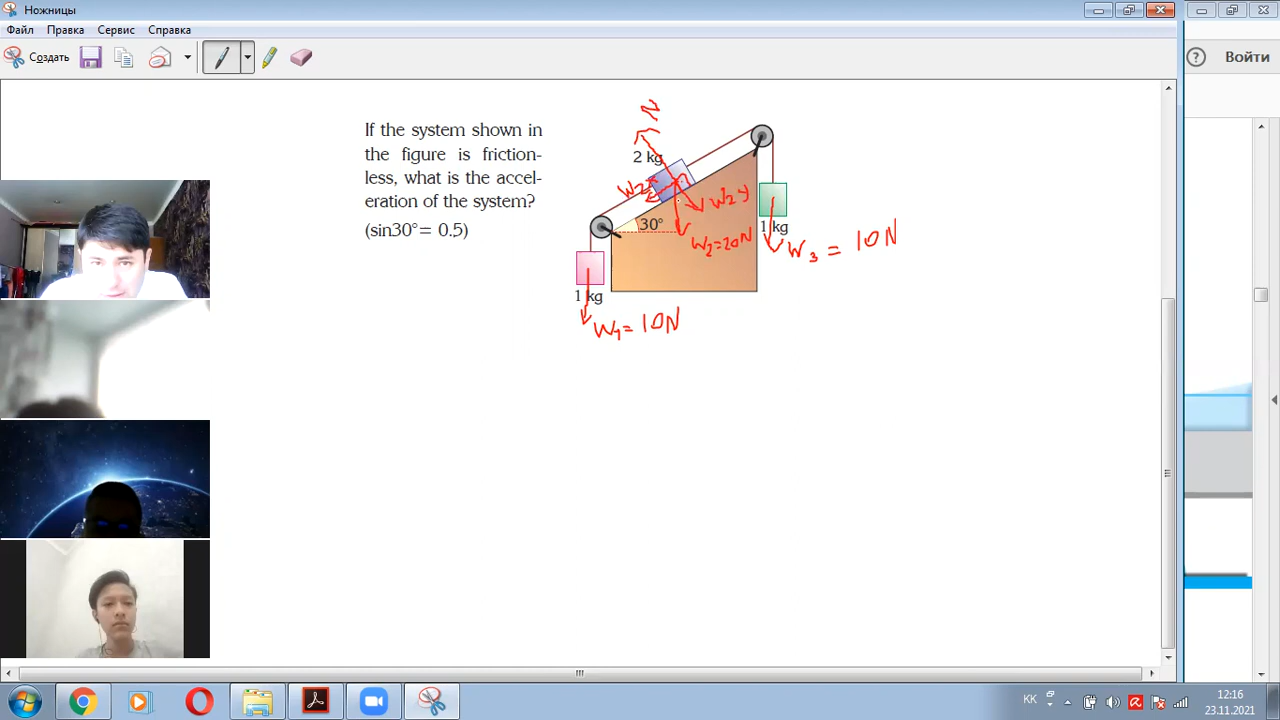 Ножницы
Файл Правка Сервис Справка
Создать
Войти
If the system shown in
the figure is friction-
less, what is the accel-
eration of the system?
(sin30°= 0.5)
N
2 kg
W2x
W2y
30°
W2=20N
1 kg
W3 = 10N
1 kg
W1= 10N
KK
12:16
23.11.2021